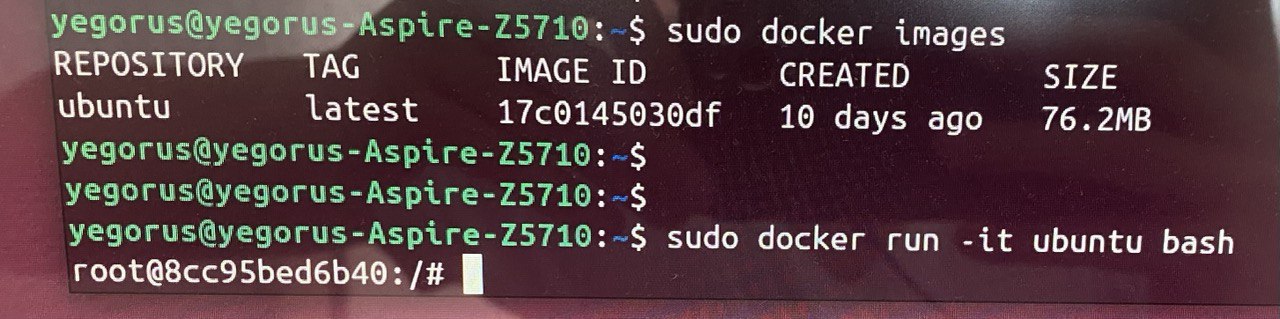 yegorus@yegorus-Aspire-Z5710:~$ sudo docker images
REPOSITORY TAG IMAGE ID CREATED SIZE
ubuntu latest 17c0145030df 10 days ago 76.2MB
yegorus@yegorus-Aspire-Z5710:~$
yegorus@yegorus-Aspire-Z5710:~$
yegorus@yegorus-Aspire-Z5710:~$ sudo docker run -it ubuntu bash
root@8cc95bed6b40:/#